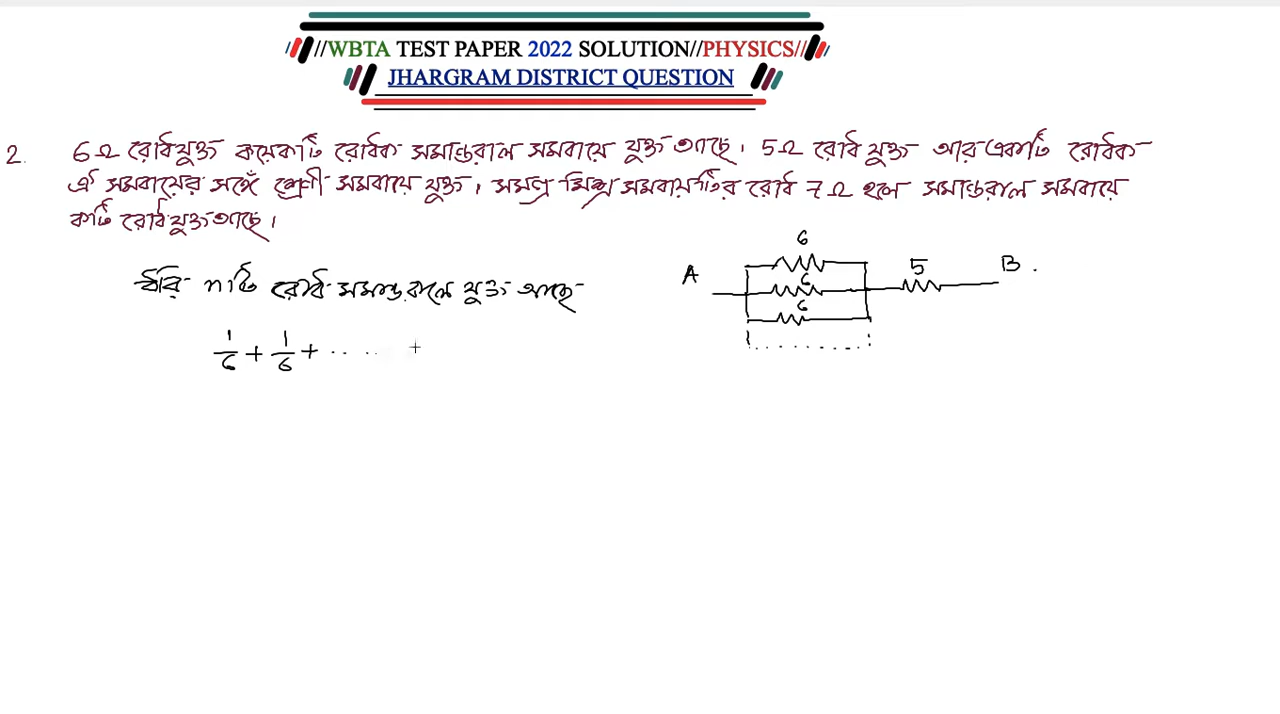 //WBTA TEST PAPER 2022 SOLUTION//PHYSICS//
JHARGRAM DISTRICT QUESTION
2. 6Ω রোধযুক্ত কয়েকটি রোধক সমান্তরাল সমবায়ে যুক্ত আছে। 5Ω রোধ যুক্ত আর একটি রোধক
ঐ সমবায়ের সঙ্গে শ্রেণী সমবায়ে যুক্ত। সমগ্র মিশ্র সমবায়টির রোধ 7Ω হলে সমান্তরাল সমবায়ে
কটি রোধ যুক্ত আছে।
ধরি n টি রোধ সমান্তরালে যুক্ত আছে
A 6 6 6 5 B .
1/6 + 1/6 + ..... +